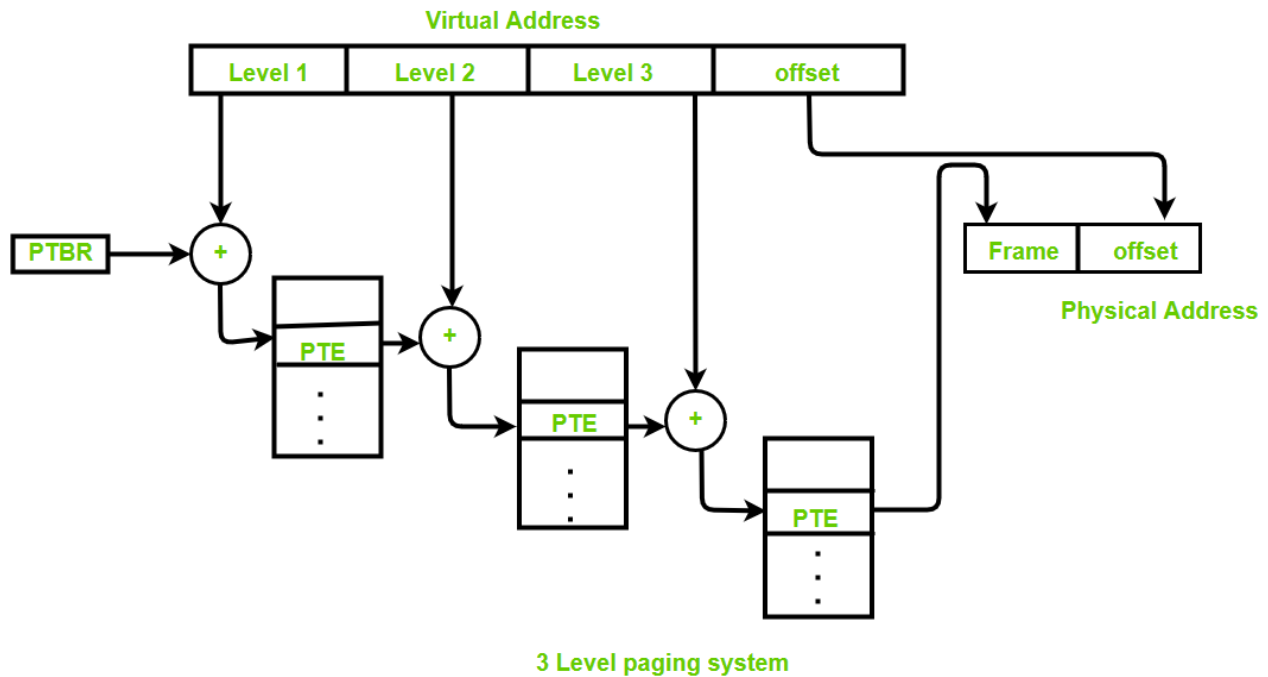 Virtual Address
Level 1 Level 2 Level 3 offset
PTBR + Frame offset
Physical Address
+
PTE
PTE +
PTE
3 Level paging system